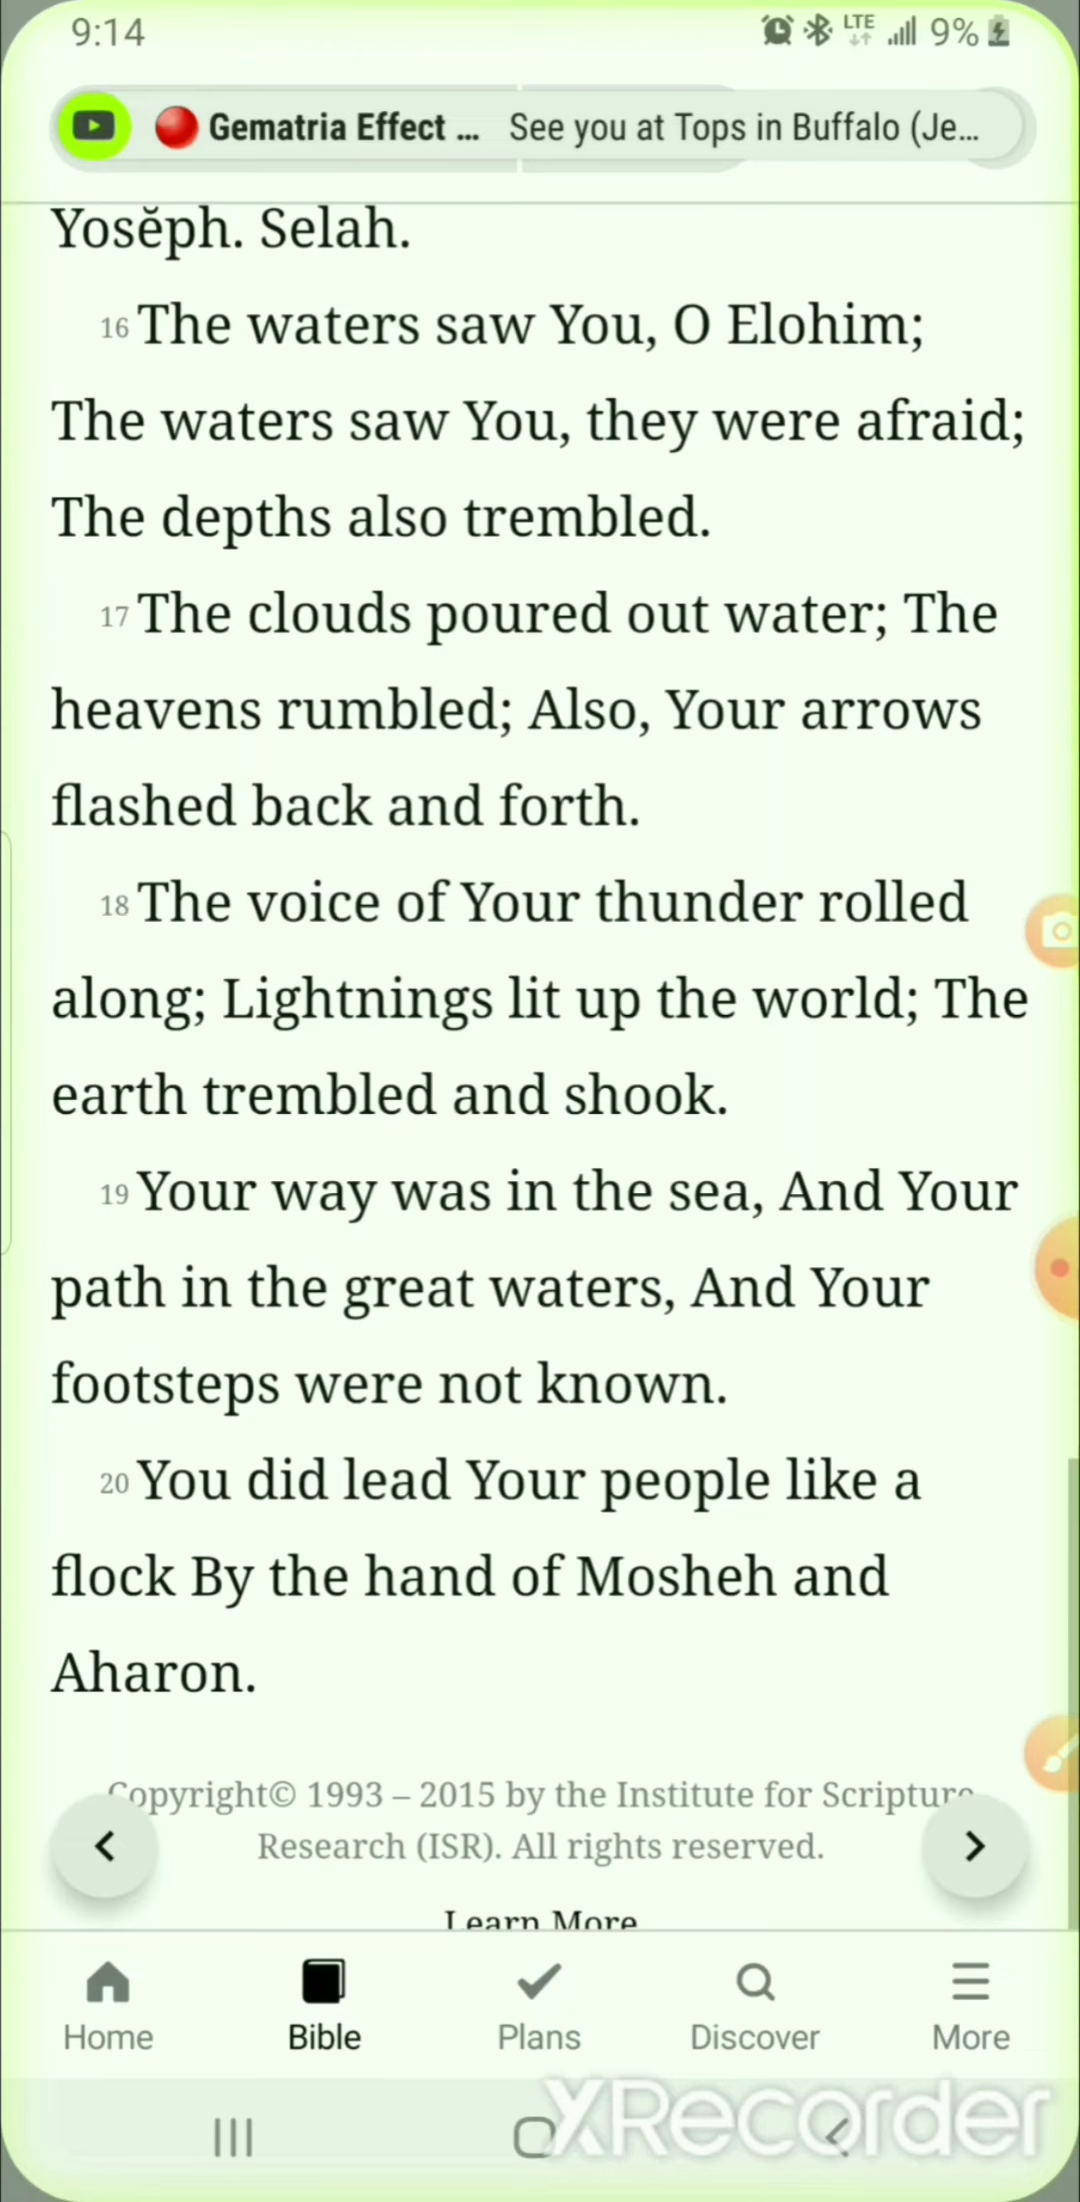 9:14 LTE 9%
Gematria Effect ... See you at Tops in Buffalo (Je...
Yosĕph. Selah.
16 The waters saw You, O Elohim;
The waters saw You, they were afraid;
The depths also trembled.
17 The clouds poured out water; The
heavens rumbled; Also, Your arrows
flashed back and forth.
18 The voice of Your thunder rolled
along; Lightnings lit up the world; The
earth trembled and shook.
19 Your way was in the sea, And Your
path in the great waters, And Your
footsteps were not known.
20 You did lead Your people like a
flock By the hand of Mosheh and
Aharon.
Copyright© 1993 – 2015 by the Institute for Scripture
Research (ISR). All rights reserved.
Learn More
Home Bible Plans Discover More
XRecorder